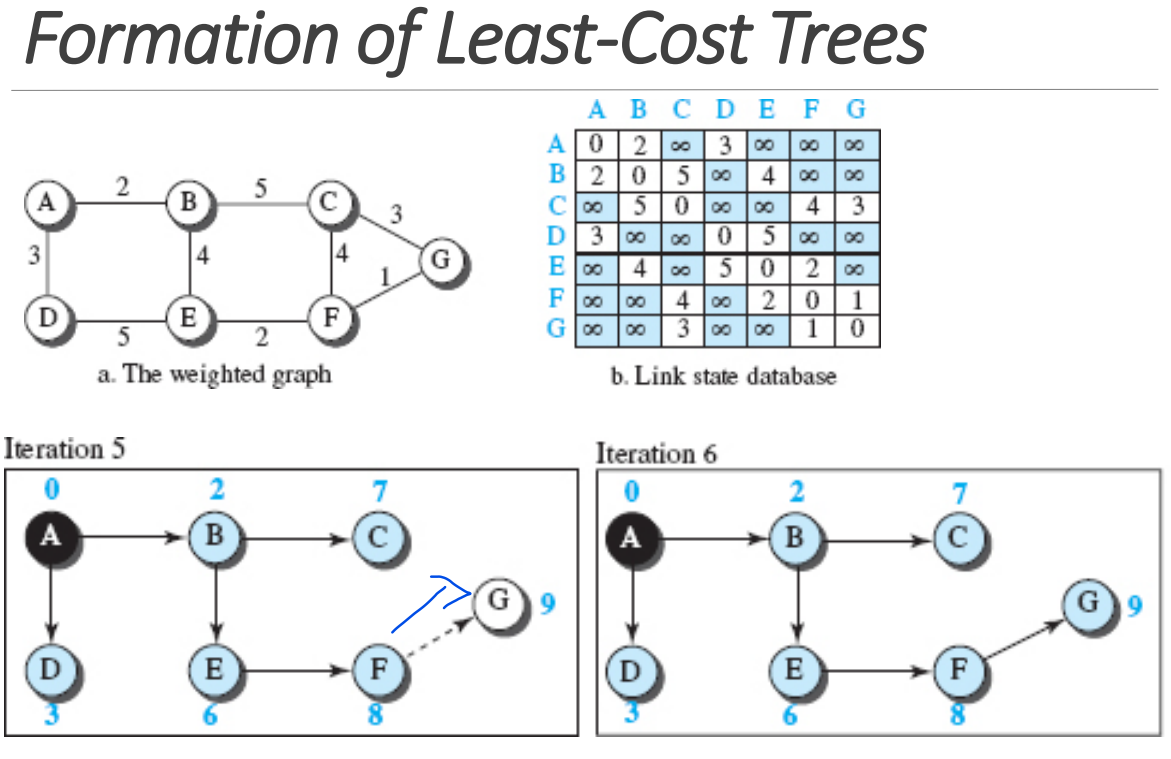 Formation of Least-Cost Trees
A B C D E F G
A 0 2 ∞ 3 ∞ ∞ ∞
B 2 0 5 ∞ 4 ∞ ∞
C ∞ 5 0 ∞ ∞ 4 3
D 3 ∞ ∞ 0 5 ∞ ∞
E ∞ 4 ∞ 5 0 2 ∞
F ∞ ∞ 4 ∞ 2 0 1
G ∞ ∞ 3 ∞ ∞ 1 0
2 5
A B C
3
3 4 4 G
1
D E F
5 2
a. The weighted graph
b. Link state database
Iteration 5
0 2 7
A B C
G 9
D E F
3 6 8
Iteration 6
0 2 7
A B C
G 9
D E F
3 6 8